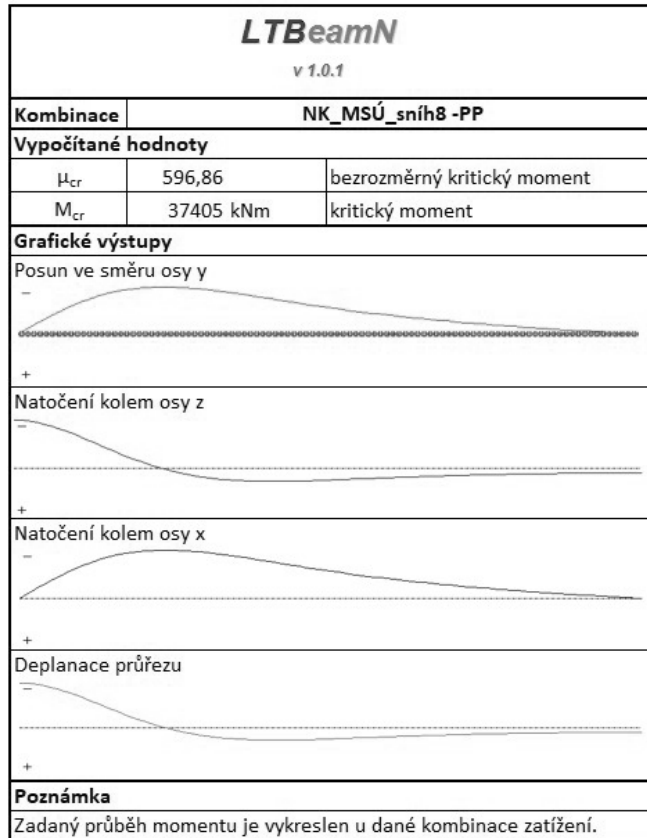 LTBeamN
v 1.0.1
Kombinace NK_MSÚ_sníh8 -PP
Vypočítané hodnoty
μcr 596,86 bezrozměrný kritický moment
Mcr 37405 kNm kritický moment
Grafické výstupy
Posun ve směru osy y
−
+
Natočení kolem osy z
−
+
Natočení kolem osy x
−
+
Deplanace průřezu
−
+
Poznámka
Zadaný průběh momentu je vykreslen u dané kombinace zatížení.